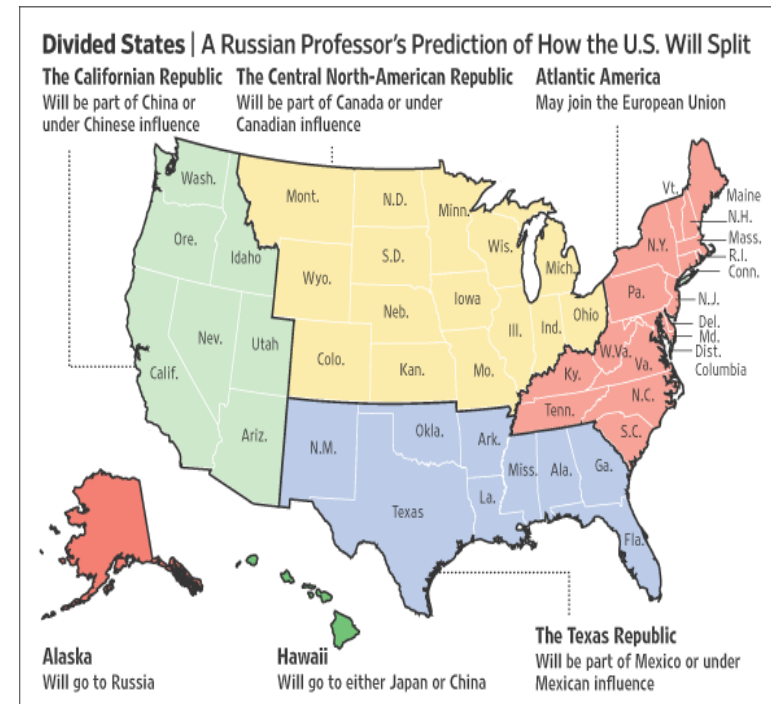 Divided States | A Russian Professor's Prediction of How the U.S. Will Split
The Californian Republic
Will be part of China or
under Chinese influence
The Central North-American Republic
Will be part of Canada or under
Canadian influence
Atlantic America
May join the European Union
Wash.
Ore.
Idaho
Nev.
Utah
Calif.
Ariz.
Mont.
N.D.
Minn.
Wyo.
S.D.
Wis.
Mich.
Neb.
Iowa
Ill.
Ind.
Ohio
Colo.
Kan.
Mo.
Vt.
Maine
N.H.
Mass.
R.I.
Conn.
N.Y.
Pa.
N.J.
Del.
Md.
Dist.
Columbia
W.Va.
Va.
Ky.
N.C.
Tenn.
S.C.
N.M.
Okla.
Ark.
Texas
La.
Miss.
Ala.
Ga.
Fla.
Alaska
Will go to Russia
Hawaii
Will go to either Japan or China
The Texas Republic
Will be part of Mexico or under
Mexican influence